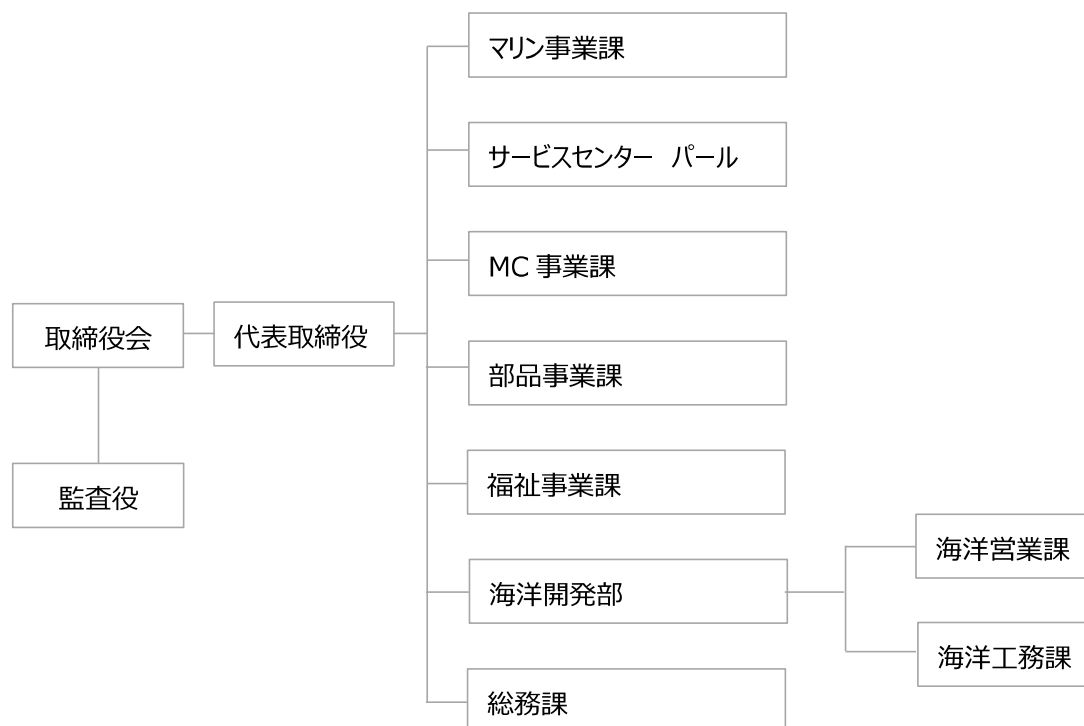 マリン事業課
サービスセンター　パール
MC 事業課
取締役会
代表取締役
部品事業課
監査役
福祉事業課
海洋開発部
海洋営業課
海洋工務課
総務課